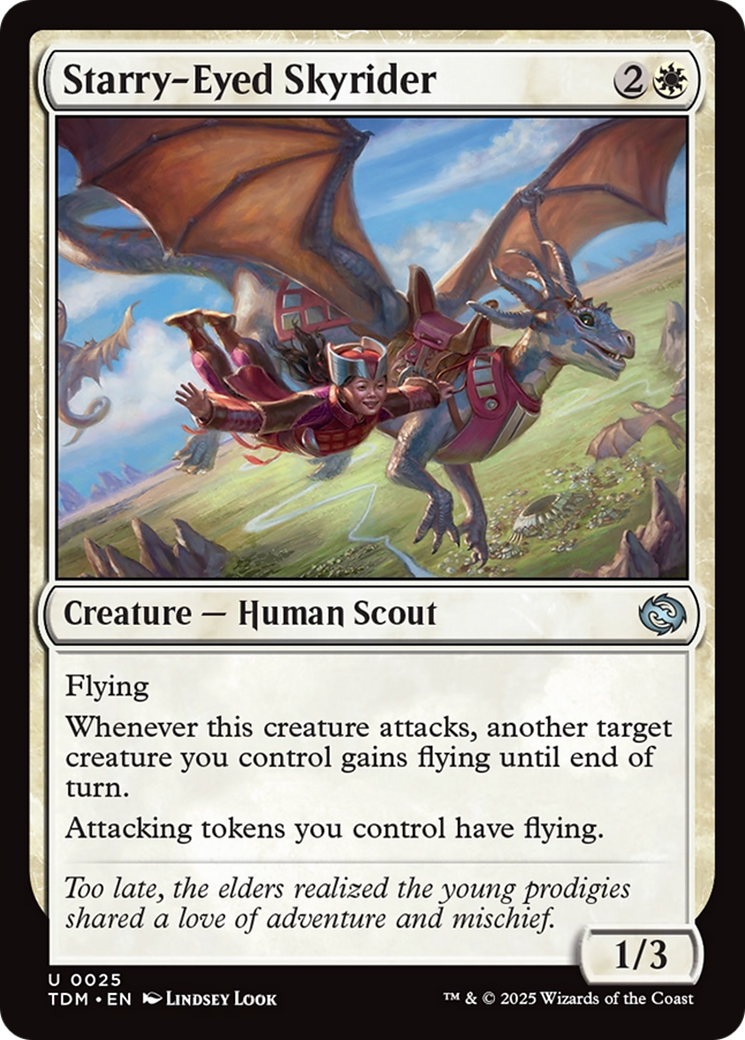 Starry-Eyed Skyrider 2
Creature — Human Scout
Flying
Whenever this creature attacks, another target
creature you control gains flying until end of
turn.
Attacking tokens you control have flying.
Too late, the elders realized the young prodigies
shared a love of adventure and mischief.
1/3
U 0025
TDM • EN Lindsey Look
™ & © 2025 Wizards of the Coast